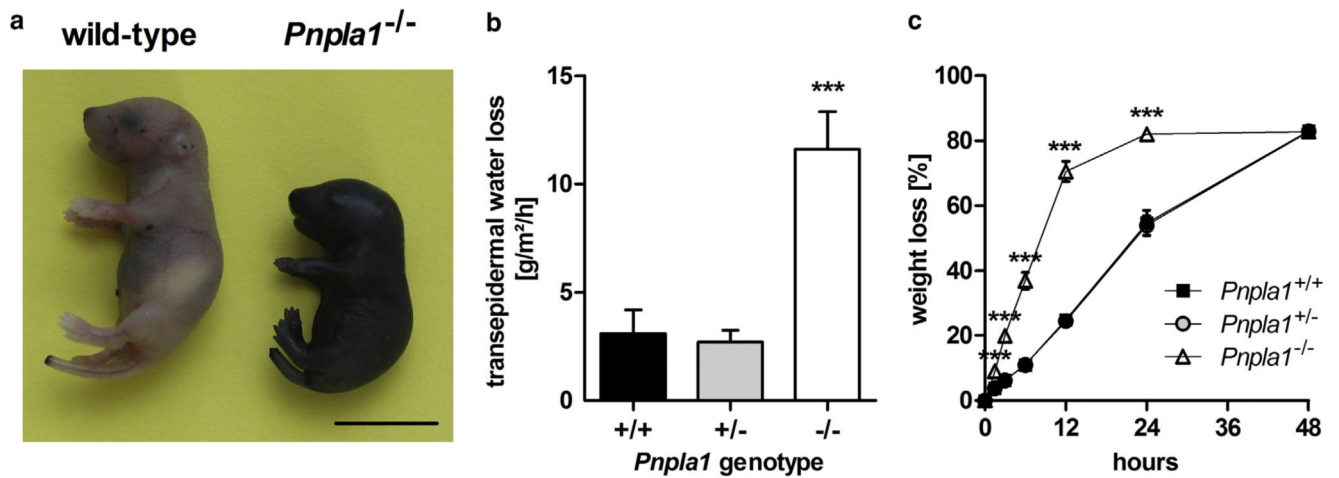 a
wild-type
Pnpla1-/-
b
transepidermal water loss
[g/m²/h]
15
10
5
0
***
+/+
+/-
-/-
Pnpla1 genotype
c
weight loss [%]
100
80
60
40
20
0
***
***
***
***
***
Pnpla1+/+
Pnpla1+/-
Pnpla1-/-
0
12
24
36
48
hours